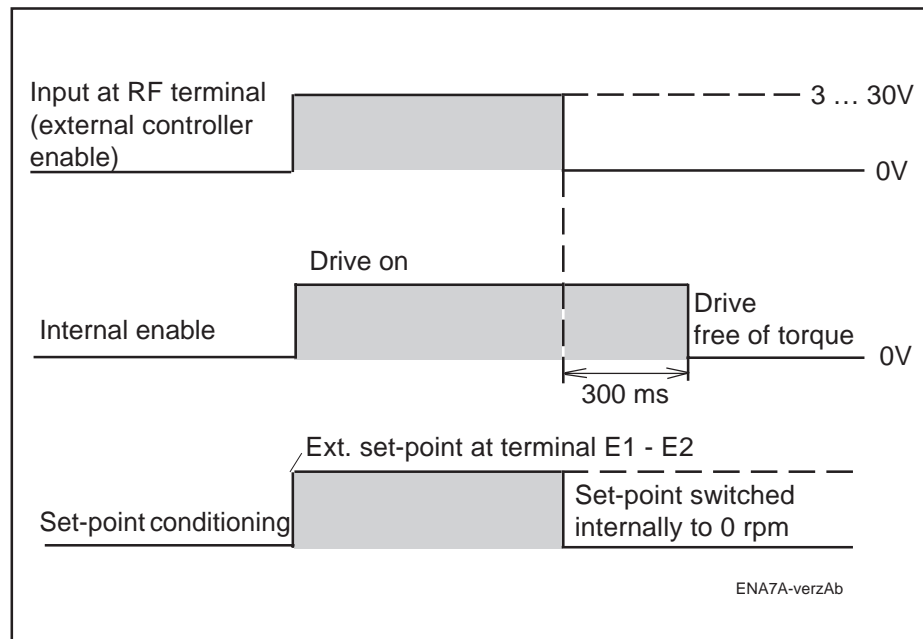 Input at RF terminal
(external controller
enable)
3 … 30V
0V
Drive on
Internal enable
Drive
free of torque
0V
300 ms
Ext. set-point at terminal E1 - E2
Set-point conditioning
Set-point switched
internally to 0 rpm
ENA7A-verzAb